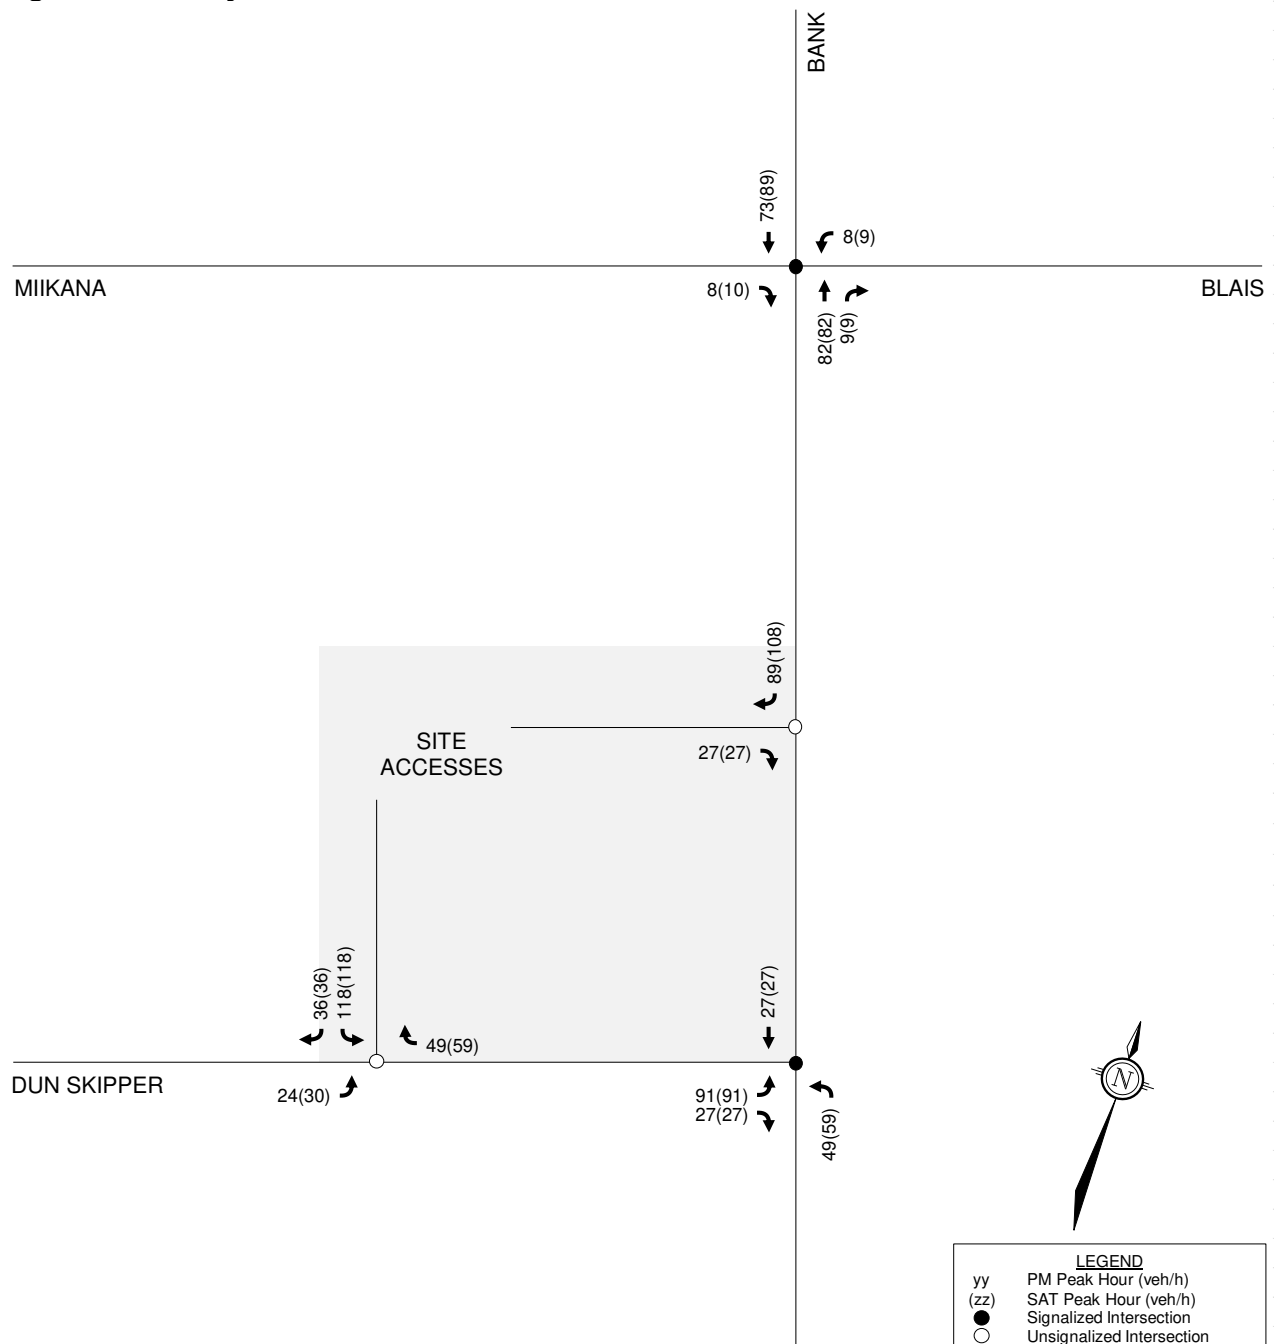 BANK
73(89)
8(9)
MIIKANA
8(10)
BLAIS
82(82)
9(9)
89(108)
27(27)
SITE
ACCESSES
36(36)
118(118)
49(59)
27(27)
DUN SKIPPER
24(30)
91(91)
27(27)
49(59)
N
LEGEND
yy PM Peak Hour (veh/h)
(zz) SAT Peak Hour (veh/h)
Signalized Intersection
Unsignalized Intersection